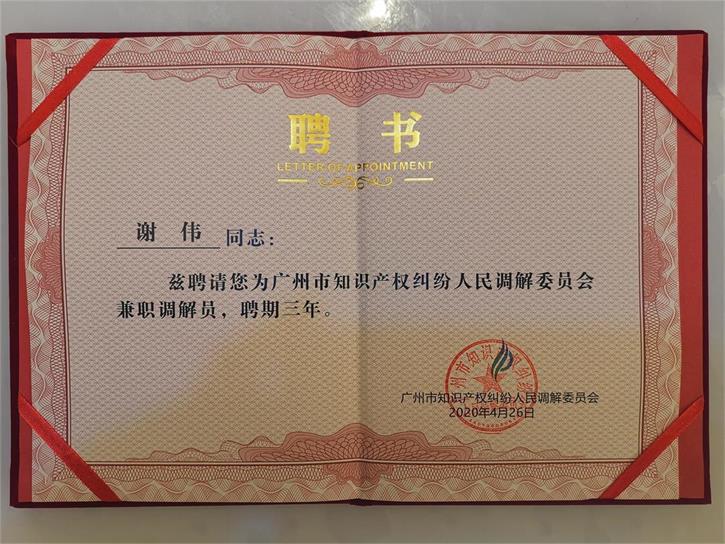 聘 书
LETTER OF APPOINTMENT
谢 伟 同志：
兹聘请您为广州市知识产权纠纷人民调解委员会
兼职调解员，聘期三年。
广州市知识产权纠纷人民调解委员会
2020年4月26日